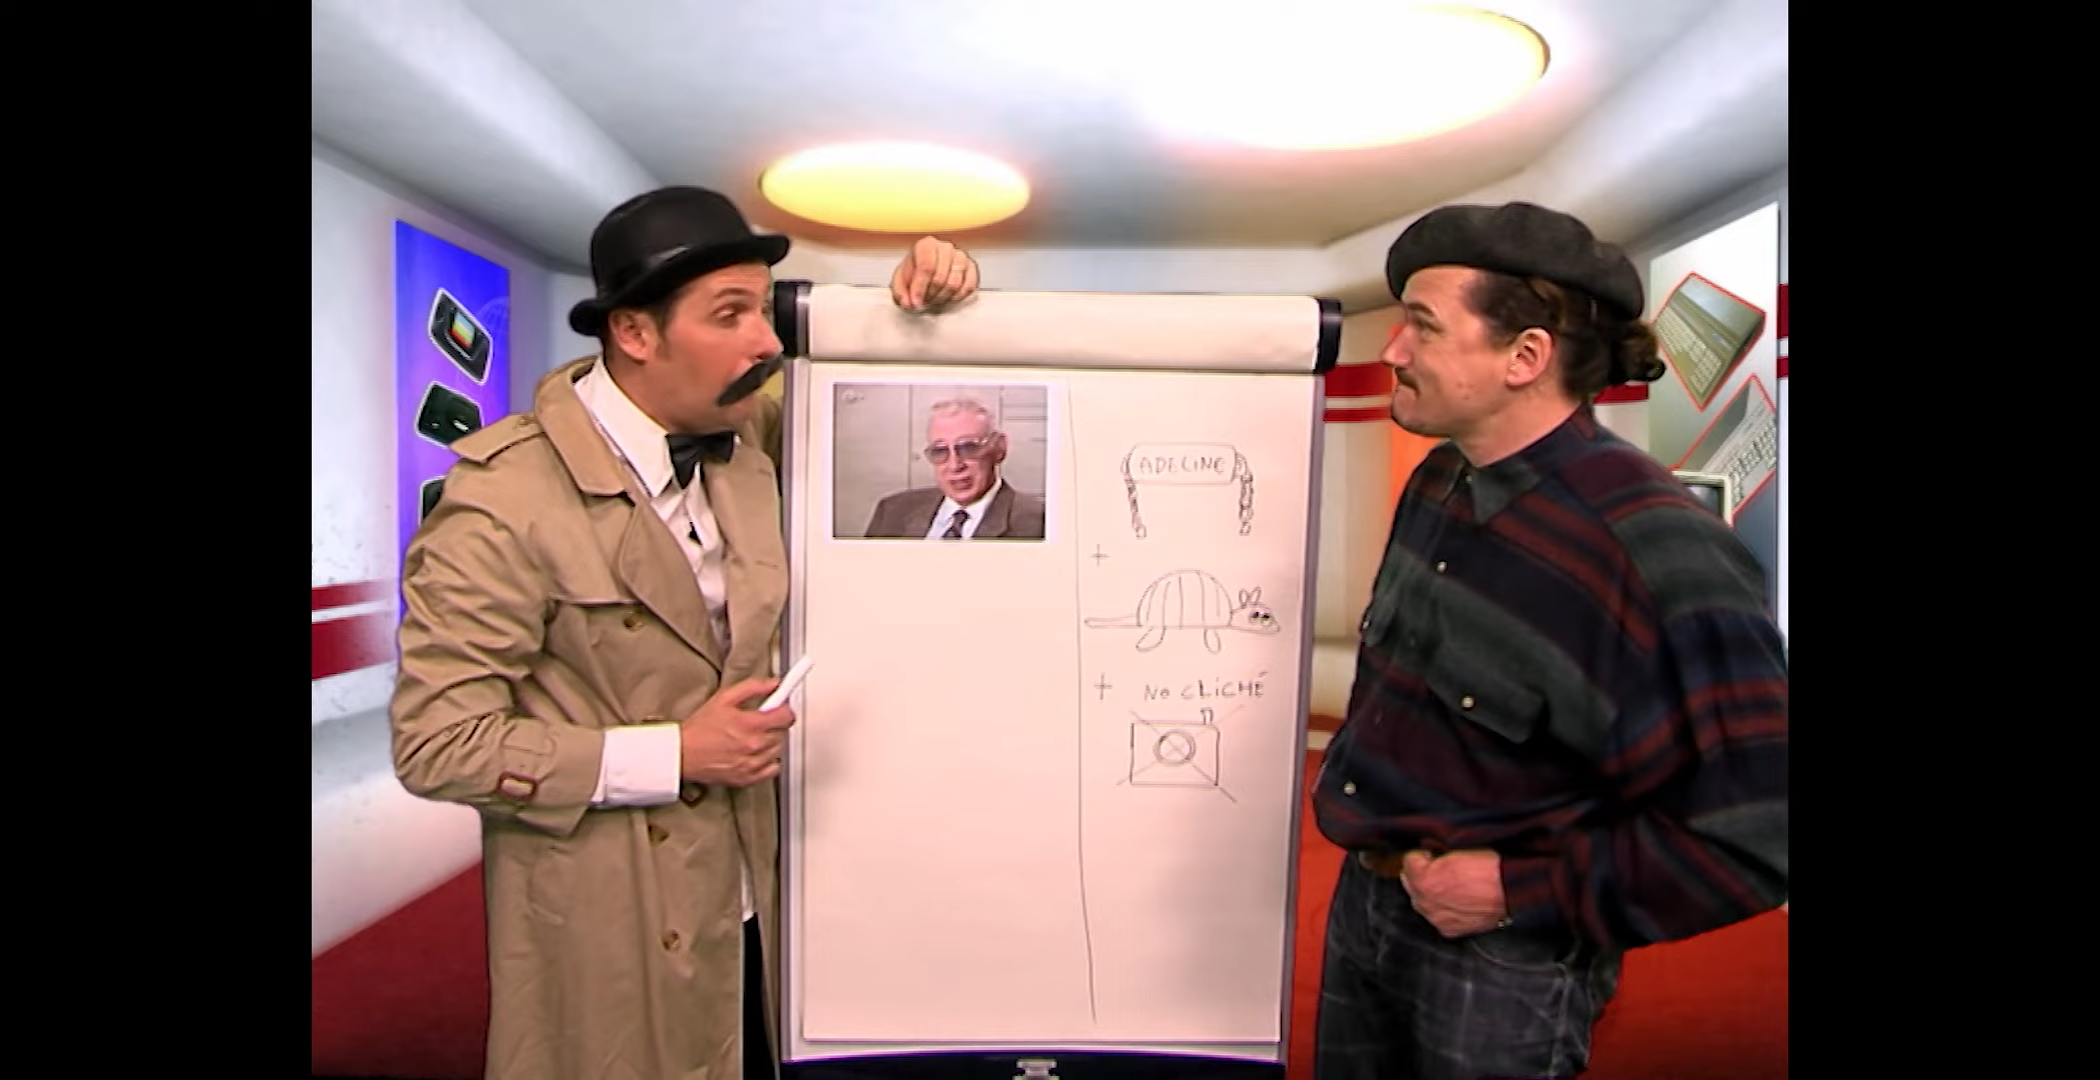 ADELINE
+
+ NO CLICHÉ